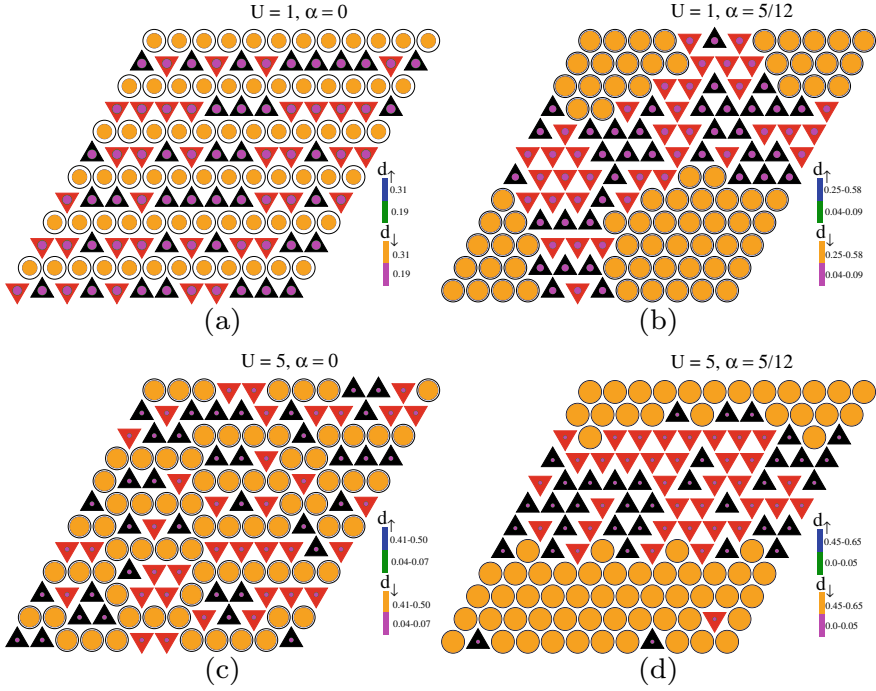 U = 1, α = 0
d↑
0.31
0.19
d↓
0.31
0.19
(a)
U = 1, α = 5/12
d↑
0.25-0.58
0.04-0.09
d↓
0.25-0.58
0.04-0.09
(b)
U = 5, α = 0
d↑
0.41-0.50
0.04-0.07
d↓
0.41-0.50
0.04-0.07
(c)
U = 5, α = 5/12
d↑
0.45-0.65
0.0-0.05
d↓
0.45-0.65
0.0-0.05
(d)